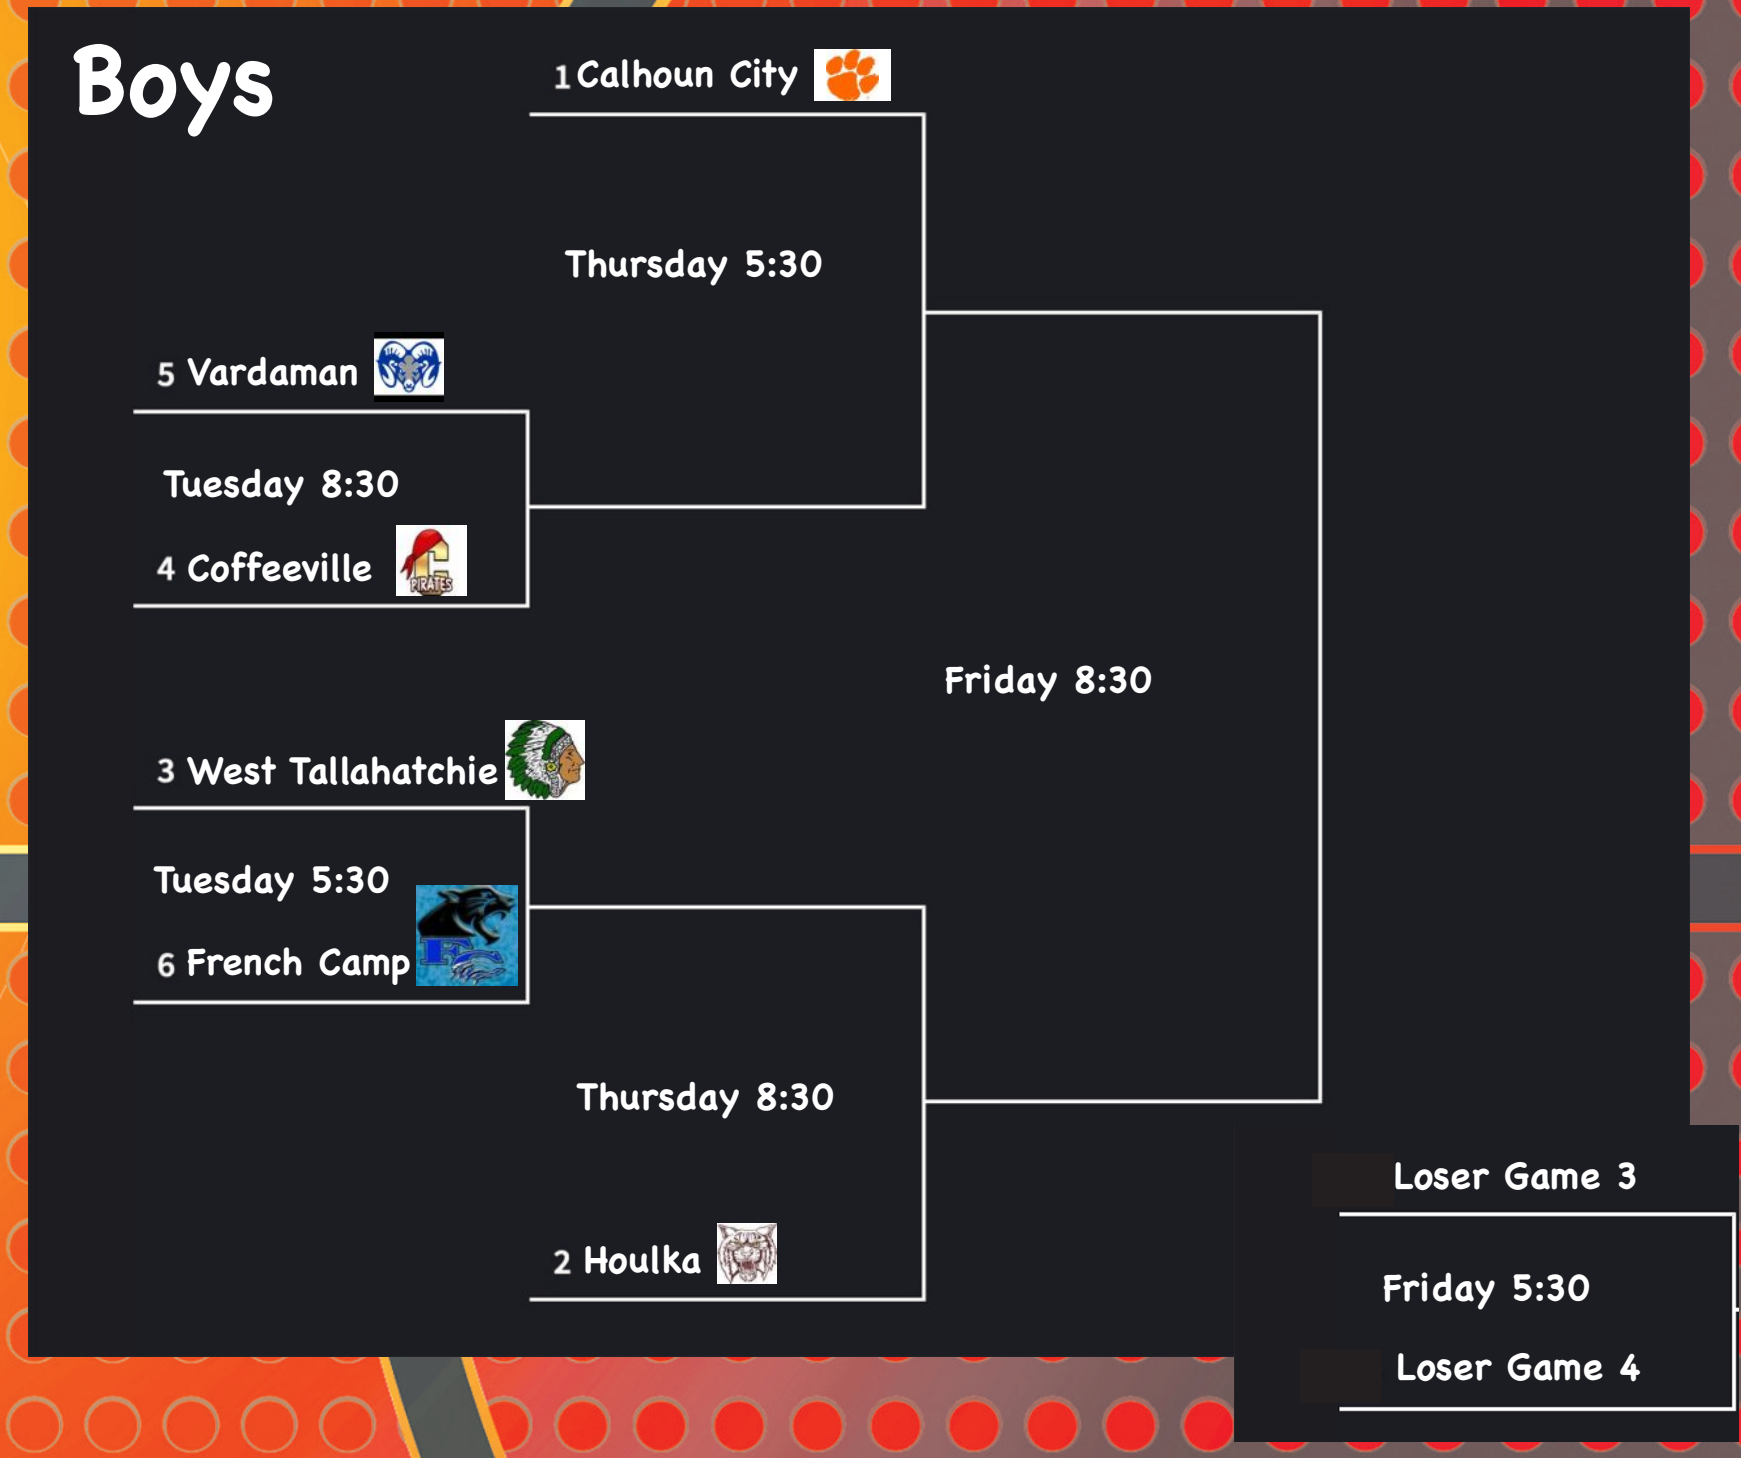 Boys
1 Calhoun City
Thursday 5:30
5 Vardaman
Tuesday 8:30
4 Coffeeville
C
PIRATES
Friday 8:30
3 West Tallahatchie
Tuesday 5:30
6 French Camp
FC
Thursday 8:30
2 Houlka
Loser Game 3
Friday 5:30
Loser Game 4